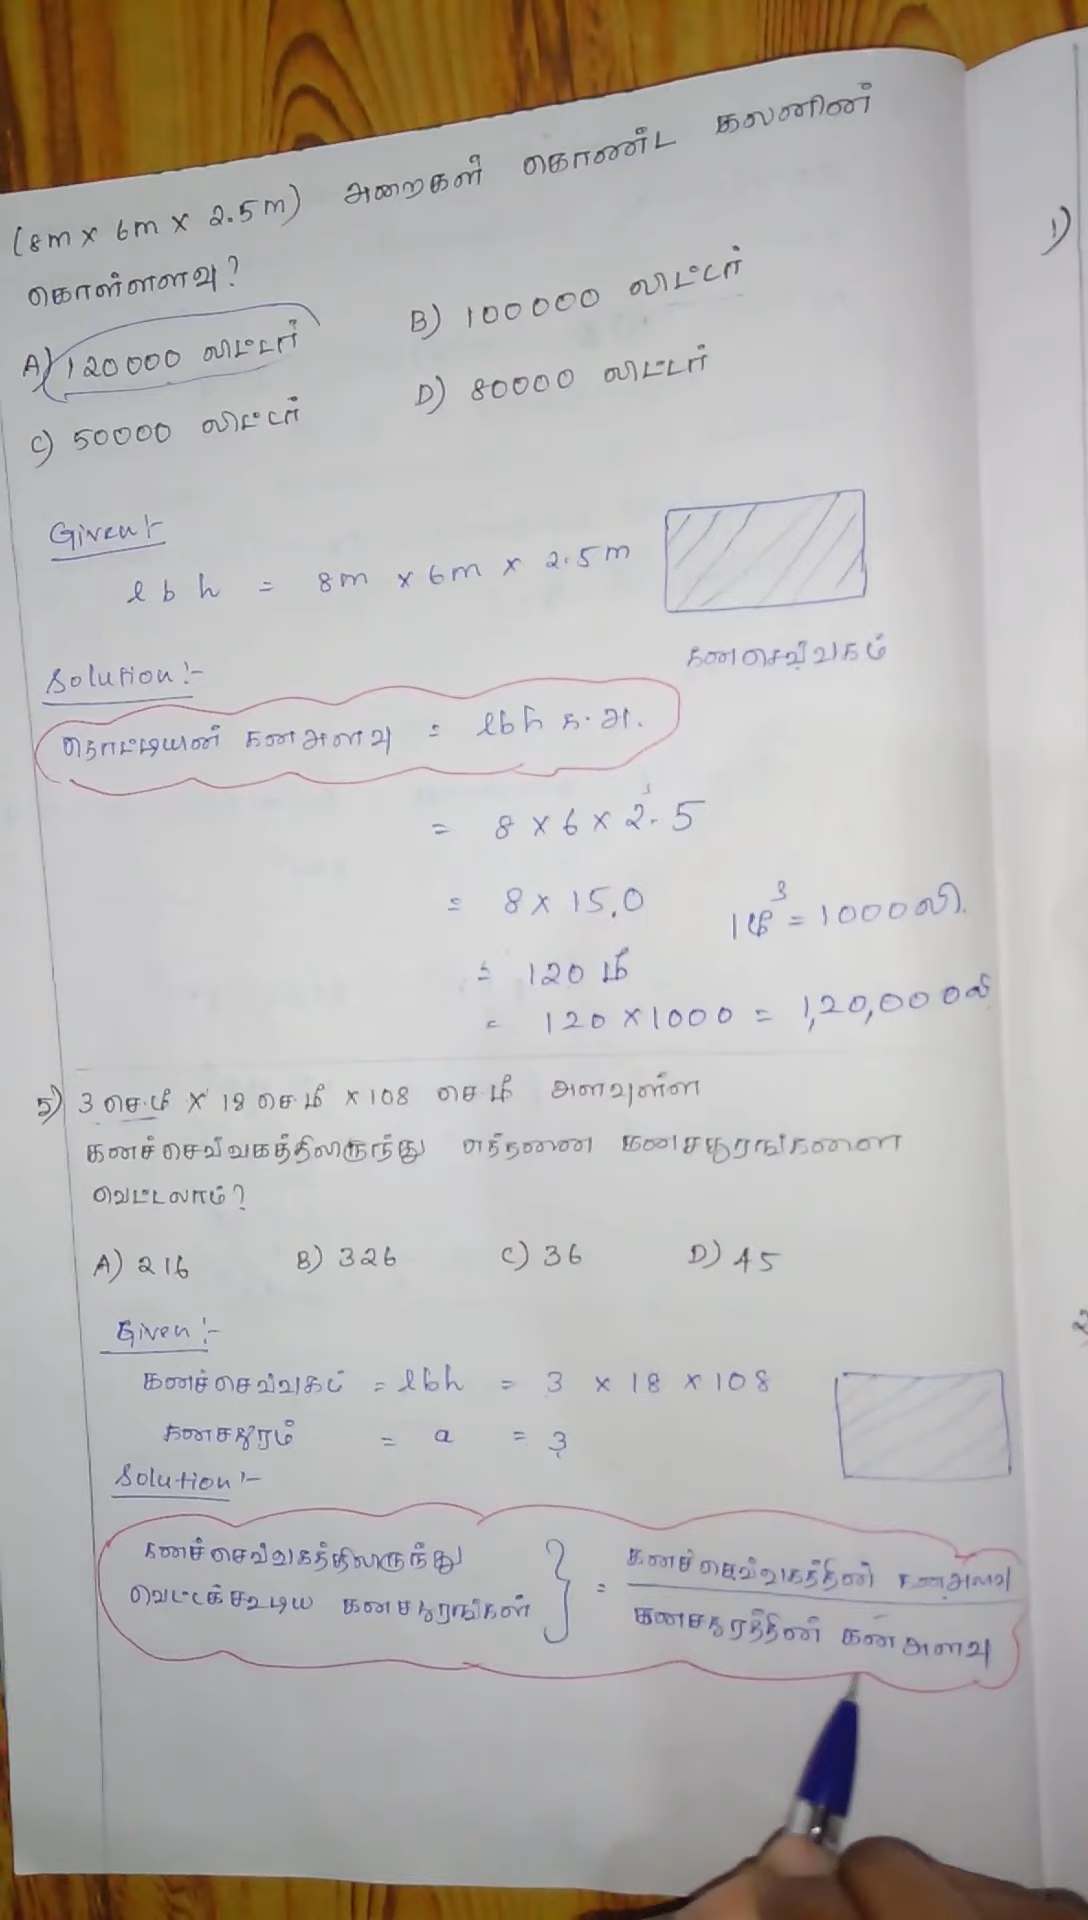 (8m x 6m x 2.5m) அறைகள் கொண்ட கலனின்
கொள்ளளவு?
A) 120000 லிட்டர்
B) 100000 லிட்டர்
C) 50000 லிட்டர்
D) 80000 லிட்டர்
Given:-
l b h = 8m x 6m x 2.5m
கனசெவ்வகம்
Solution:-
தொட்டியின் கனஅளவு = lbh க.அ.
= 8 x 6 x 2.5
= 8 x 15.0
1மீ³ = 1000லி.
= 120 மீ
= 120 x 1000 = 1,20,000லி
5) 3 செ.மீ x 18 செ.மீ x 108 செ.மீ அளவுள்ள
கனச்செவ்வகத்திலிருந்து எத்தனை கனசதுரங்களை
வெட்டலாம்?
A) 216 B) 326 C) 36 D) 45
Given:-
கனச்செவ்வகம் = lbh = 3 x 18 x 108
கனசதுரம் = a = 3
Solution:-
கனச்செவ்வகத்திலிருந்து
வெட்டக்கூடிய கனசதுரங்கள் } =
கனச்செவ்வகத்தின் கனஅளவு
கனசதுரத்தின் கனஅளவு
1)
2